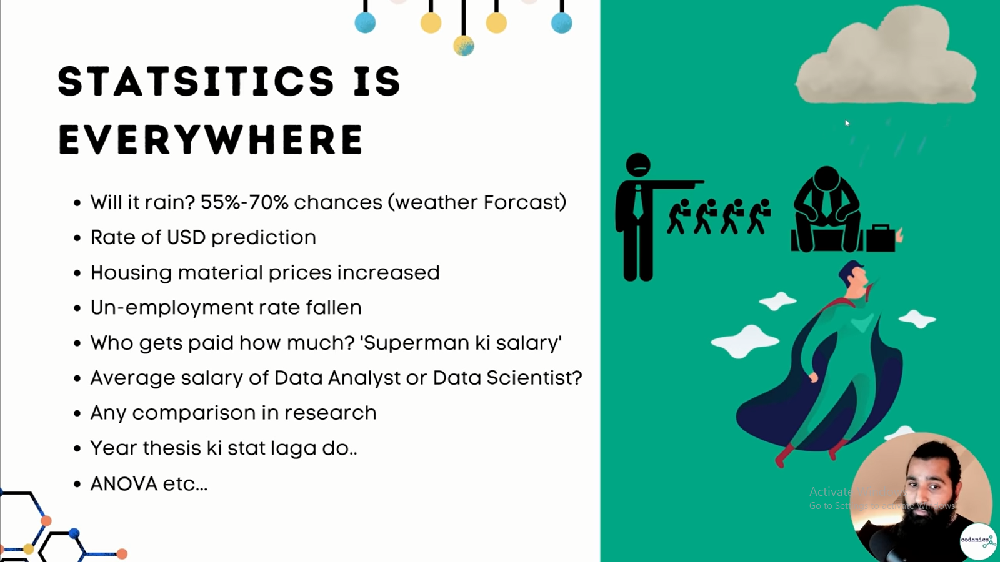 STATSITICS IS
EVERYWHERE
Will it rain? 55%-70% chances (weather Forcast)
Rate of USD prediction
Housing material prices increased
Un-employment rate fallen
Who gets paid how much? 'Superman ki salary'
Average salary of Data Analyst or Data Scientist?
Any comparison in research
Year thesis ki stat laga do..
ANOVA etc...
Activate Windows
Go to Settings to activate Windows.
codanics